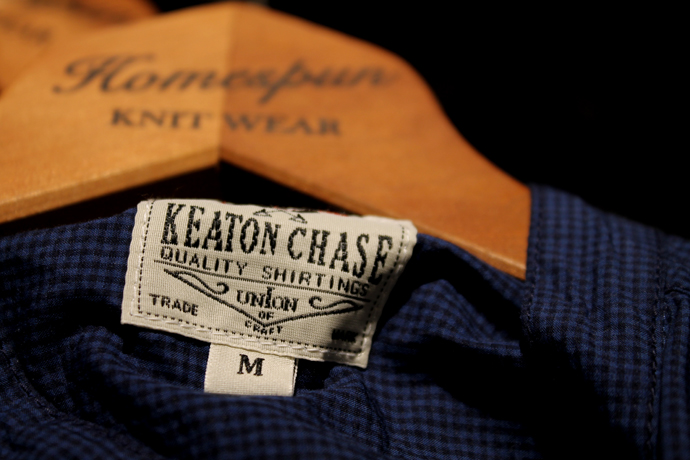 Homespun
KNIT WEAR
KEATON CHASE
QUALITY SHIRTINGS
TRADE
UNION
OF
CRAFT
M